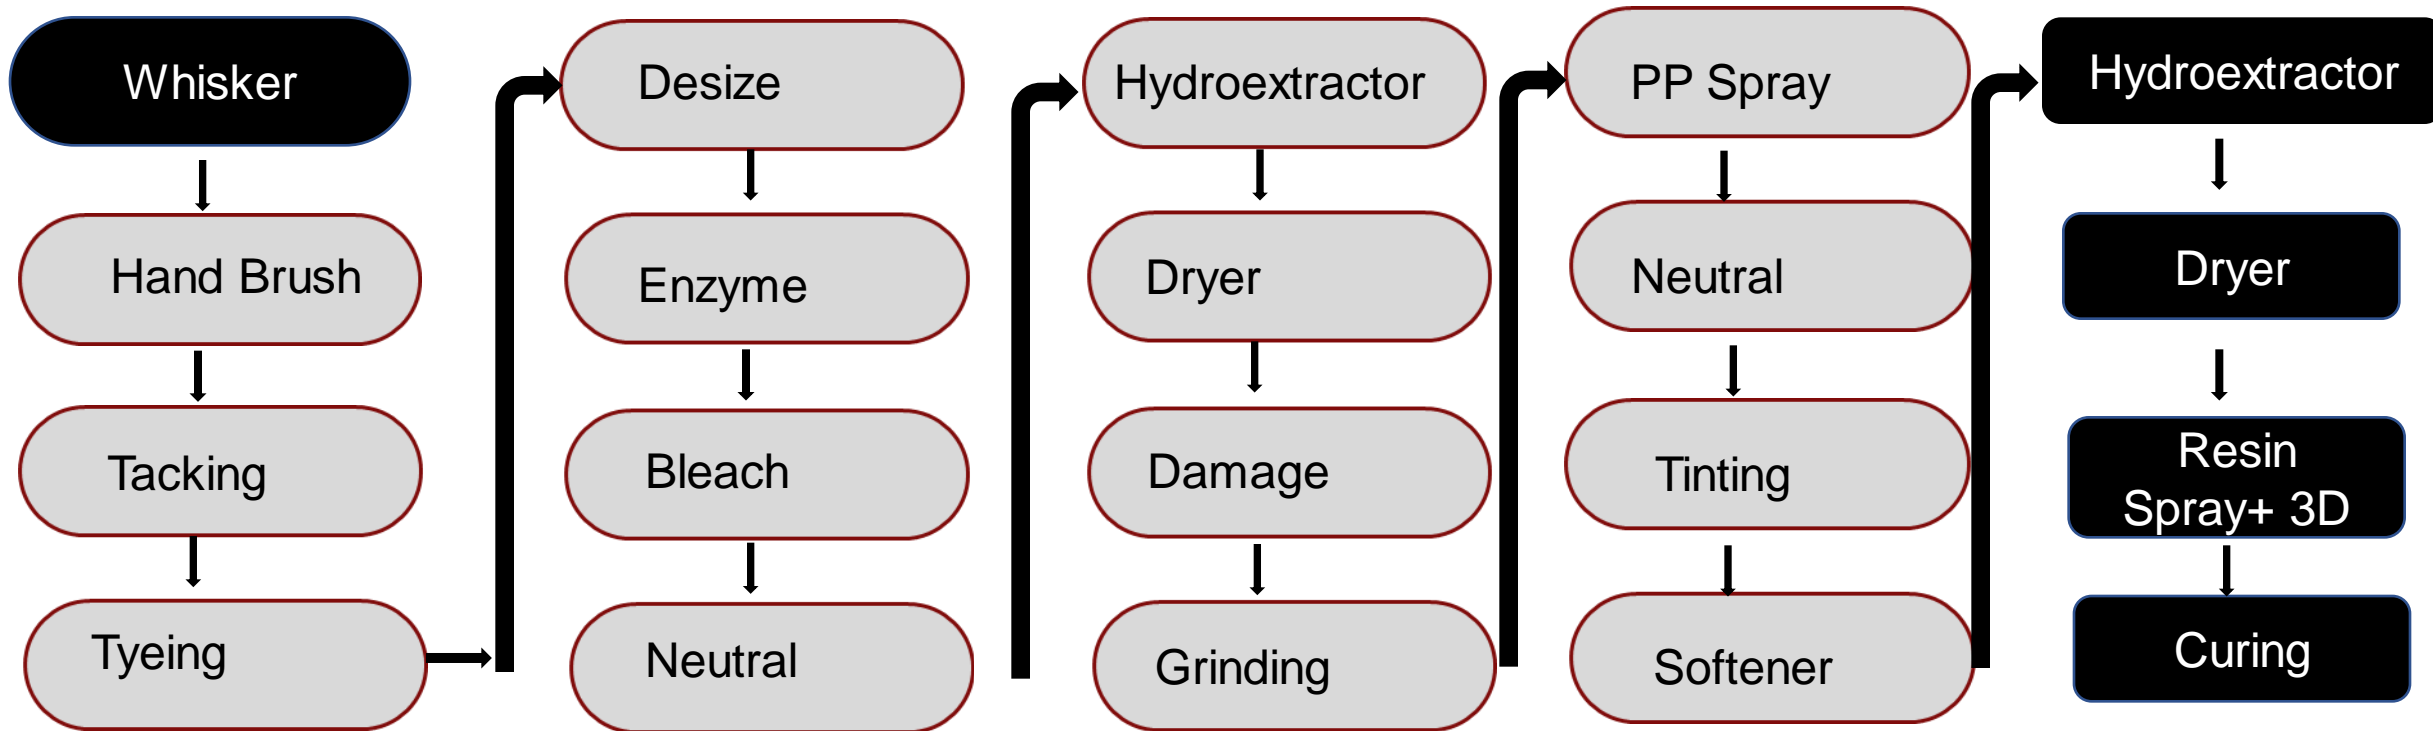 Whisker
Hand Brush
Tacking
Tyeing
Desize
Enzyme
Bleach
Neutral
Hydroextractor
Dryer
Damage
Grinding
PP Spray
Neutral
Tinting
Softener
Hydroextractor
Dryer
Resin
Spray+ 3D
Curing